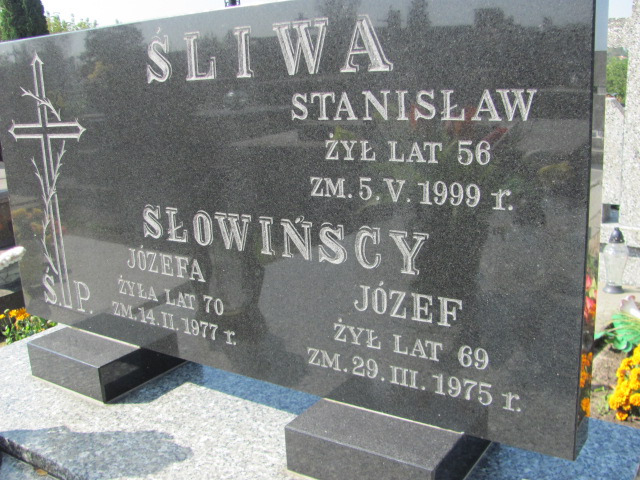 ŚLIWA
STANISŁAW
ŻYŁ LAT 56
ZM. 5. V. 1999 r.
SŁOWIŃSCY
JÓZEFA
ŻYŁA LAT 70
ZM. 14. II. 1977 r.
JÓZEF
ŻYŁ LAT 69
ZM. 29. III. 1975 r.
Ś.P.